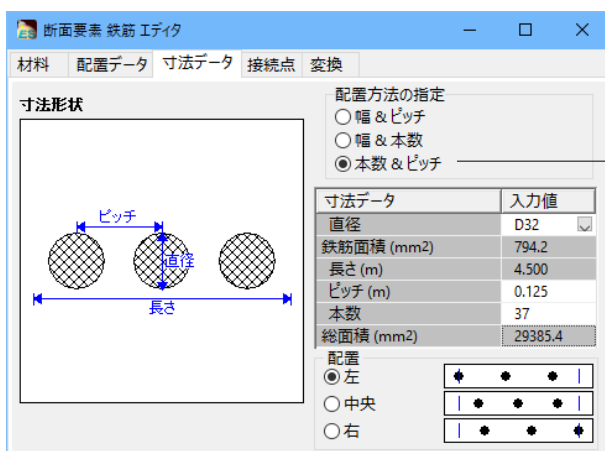 断面要素 鉄筋 エディタ
材料 配置データ 寸法データ 接続点 変換
寸法形状
ピッチ
直径
長さ
配置方法の指定
幅 & ピッチ
幅 & 本数
本数 & ピッチ
寸法データ 入力値
直径 D32
鉄筋面積 (mm2) 794.2
長さ (m) 4.500
ピッチ (m) 0.125
本数 37
総面積 (mm2) 29385.4
配置
左
中央
右